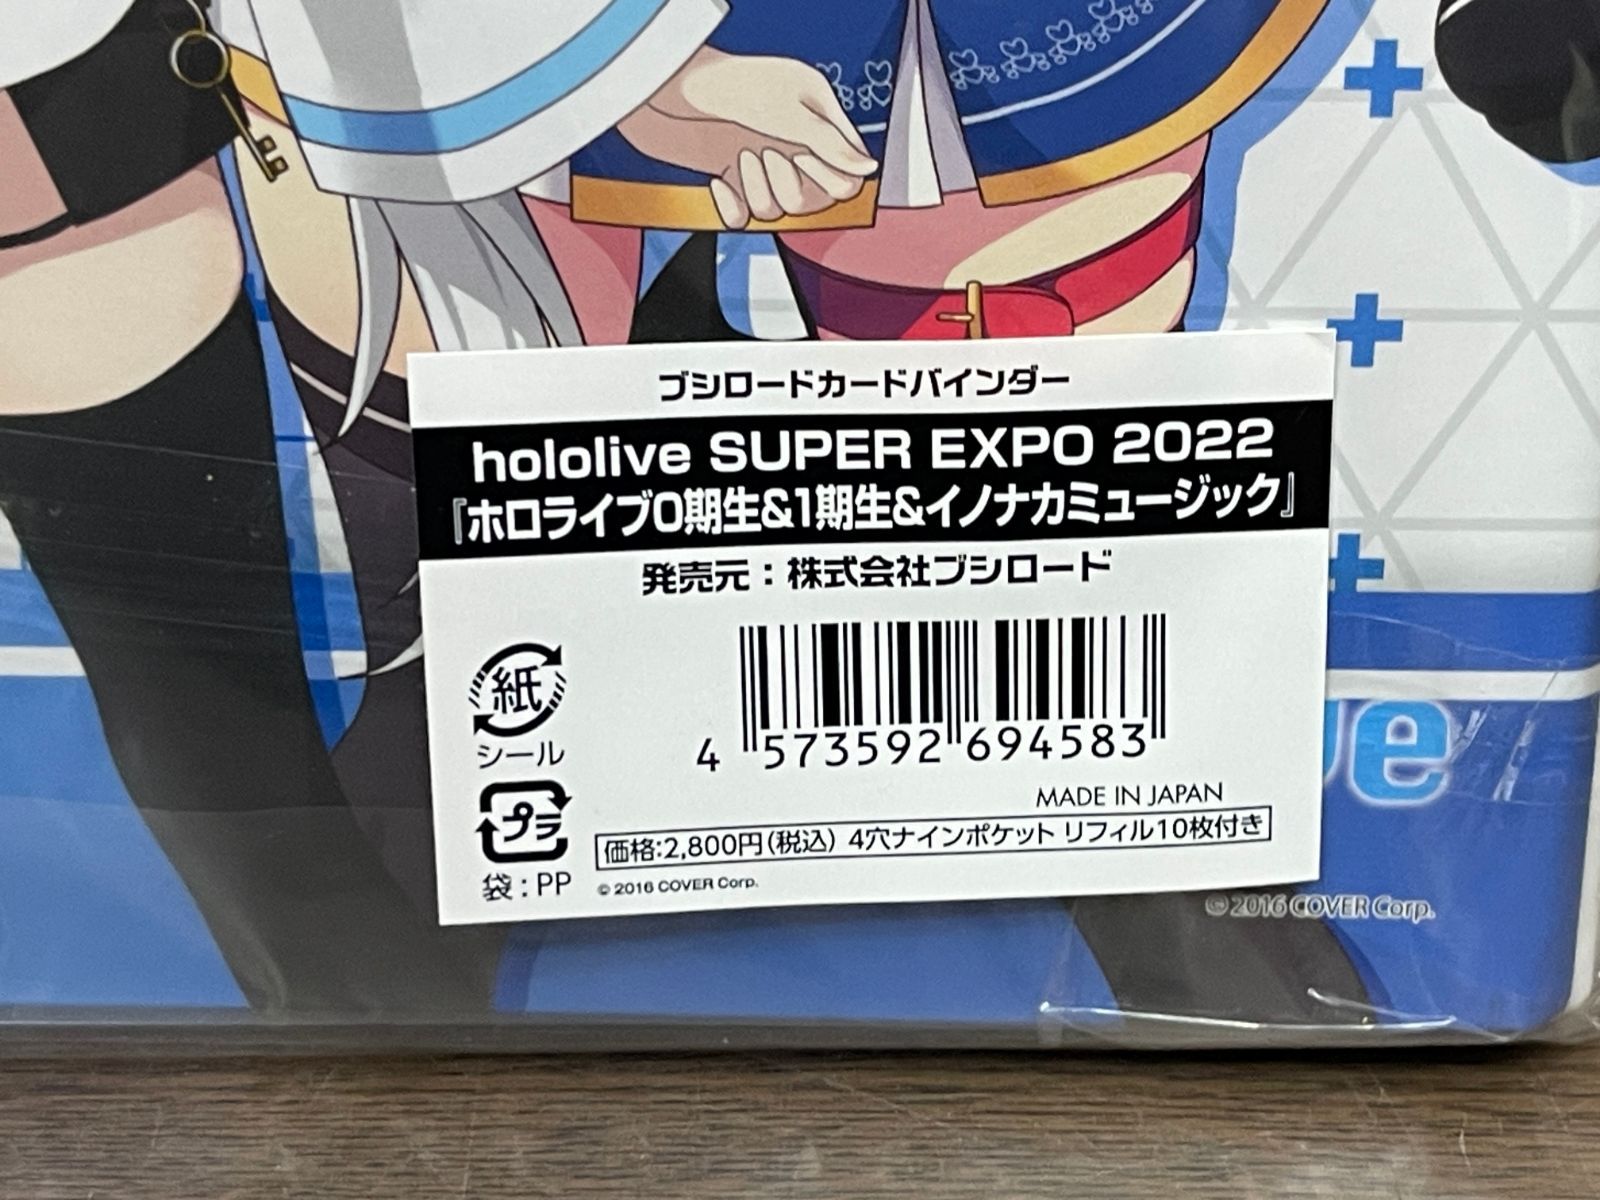 ブシロードカードバインダー
hololive SUPER EXPO 2022
『ホロライブ0期生&1期生&イノナカミュージック』
発売元：株式会社ブシロード
紙
シール
4 573592 694583
プラ
袋：PP
MADE IN JAPAN
価格:2,800円(税込) 4穴ナインポケット リフィル10枚付き
© 2016 COVER Corp.
ve
© 2016 COVER Corp.